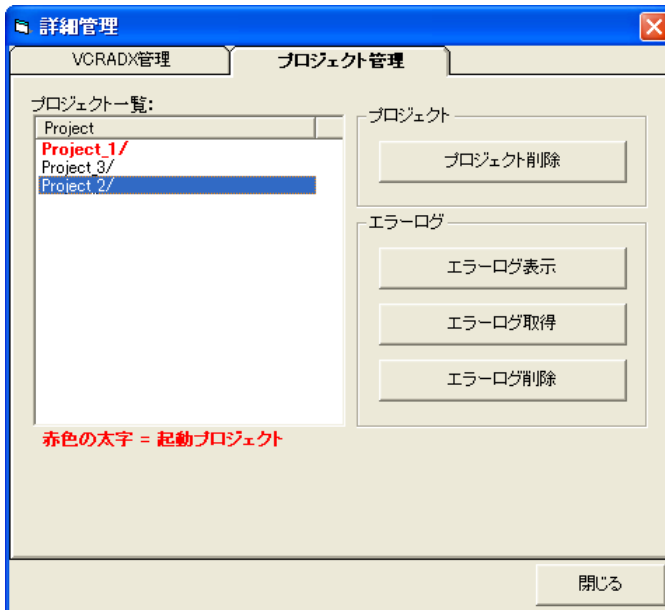 詳細管理
VCRADX管理
プロジェクト管理
プロジェクト一覧:
Project
Project_1/
Project_3/
Project_2/
赤色の太字 = 起動プロジェクト
プロジェクト
プロジェクト削除
エラーログ
エラーログ表示
エラーログ取得
エラーログ削除
閉じる